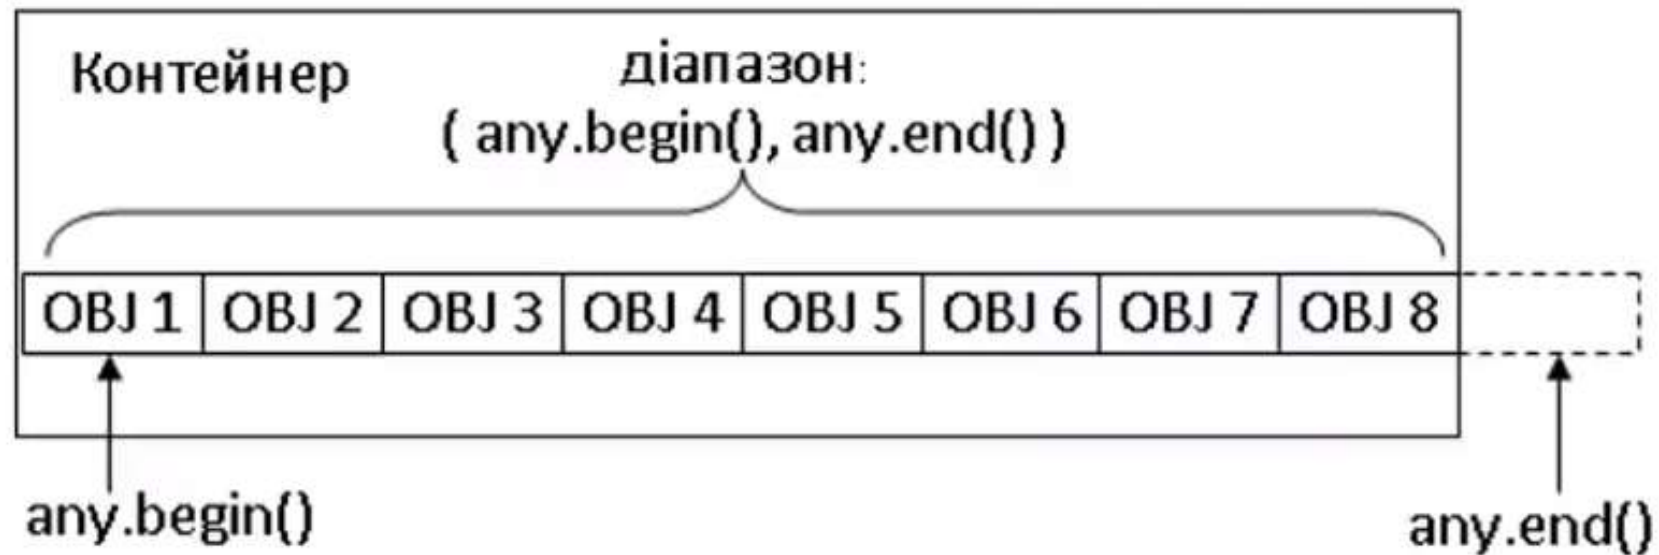 Контейнер
діапазон:
( any.begin(), any.end() )
OBJ 1 OBJ 2 OBJ 3 OBJ 4 OBJ 5 OBJ 6 OBJ 7 OBJ 8
any.begin()
any.end()